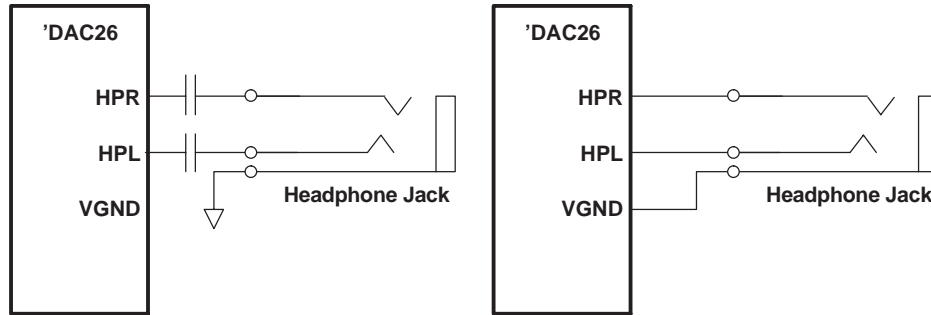 ’DAC26
HPR
HPL
VGND
Headphone Jack
’DAC26
HPR
HPL
VGND
Headphone Jack